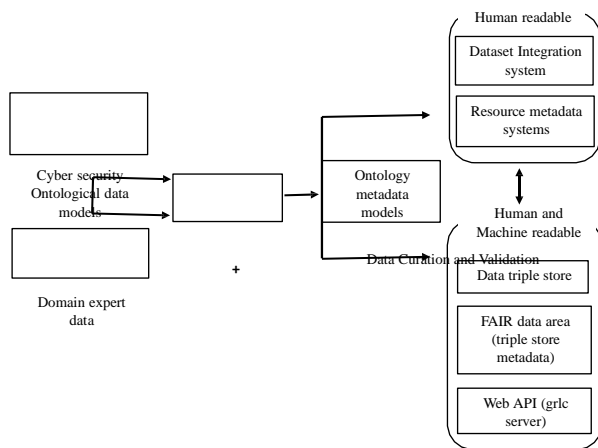 Human readable
Dataset Integration
system
Resource metadata
systems
Cyber security
Ontological data
models
Ontology
metadata
models
Human and
Machine readable
Data Curation and Validation
Data triple store
+
Domain expert
data
FAIR data area
(triple store
metadata)
Web API (grlc
server)